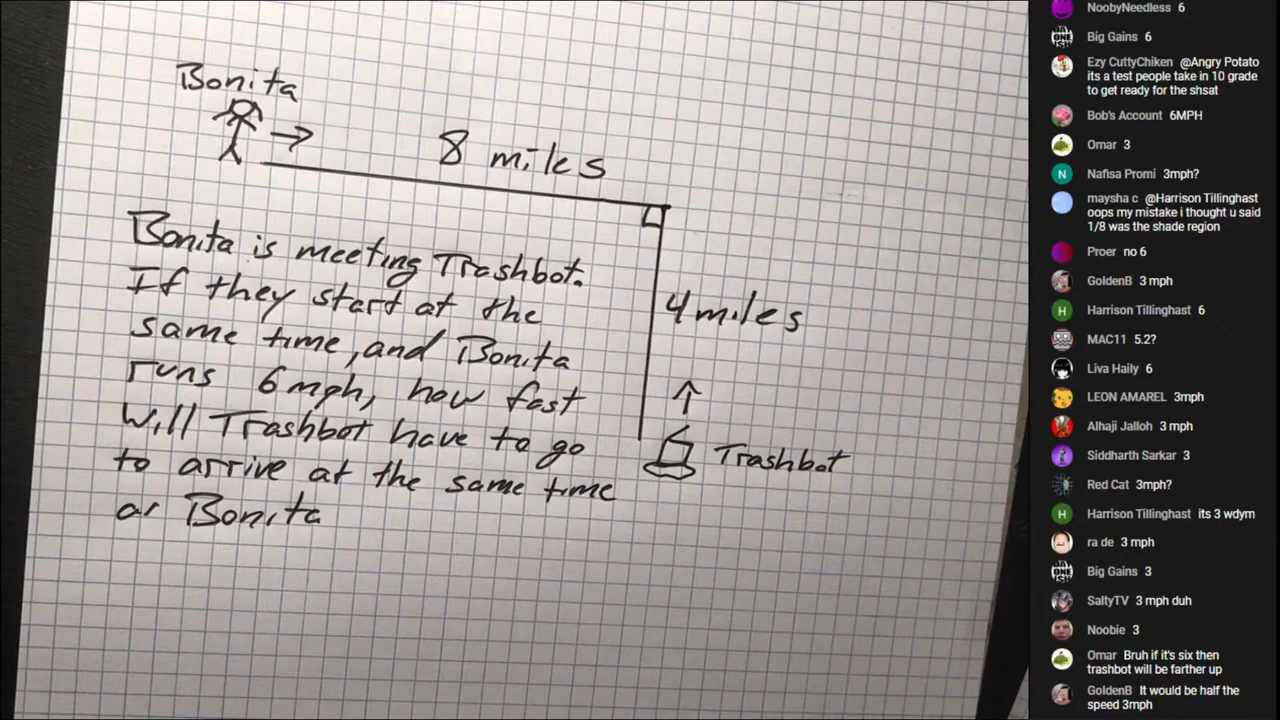 Bonita
8 miles
4 miles
Trashbot
Bonita is meeting Trashbot.
If they start at the
same time, and Bonita
runs 6mph, how fast
will Trashbot have to go
to arrive at the same time
as Bonita
NoobyNeedless 6
Big Gains 6
Ezy CuttyChiken @Angry Potato
its a test people take in 10 grade
to get ready for the shsat
Bob's Account 6MPH
Omar 3
N
Nafisa Promi 3mph?
maysha c @Harrison Tillinghast
oops my mistake i thought u said
1/8 was the shade region
Proer no 6
GoldenB 3 mph
H
Harrison Tillinghast 6
MAC11 5.2?
Liva Haily 6
LEON AMAREL 3mph
Alhaji Jalloh 3 mph
Siddharth Sarkar 3
Red Cat 3mph?
H
Harrison Tillinghast its 3 wdym
ra de 3 mph
Big Gains 3
SaltyTV 3 mph duh
Noobie 3
Omar Bruh if it's six then
trashbot will be farther up
GoldenB It would be half the
speed 3mph